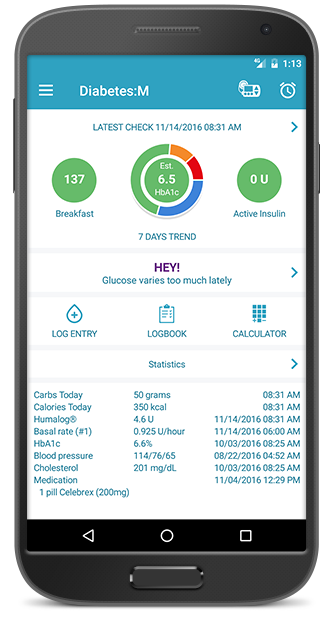 4G 1:13
Diabetes:M
LATEST CHECK 11/14/2016 08:31 AM
137
Est.
6.5
HbA1c
0 U
Breakfast
Active Insulin
7 DAYS TREND
HEY!
Glucose varies too much lately
LOG ENTRY LOGBOOK CALCULATOR
Statistics
Carbs Today 50 grams 08:31 AM
Calories Today 350 kcal 08:31 AM
Humalog® 4.6 U 11/14/2016 08:31 AM
Basal rate (#1) 0.925 U/hour 11/14/2016 06:00 AM
HbA1c 6.6% 10/03/2016 08:25 AM
Blood pressure 114/76/65 08/22/2016 04:52 AM
Cholesterol 201 mg/dL 10/03/2016 08:25 AM
Medication 11/04/2016 12:29 PM
1 pill Celebrex (200mg)